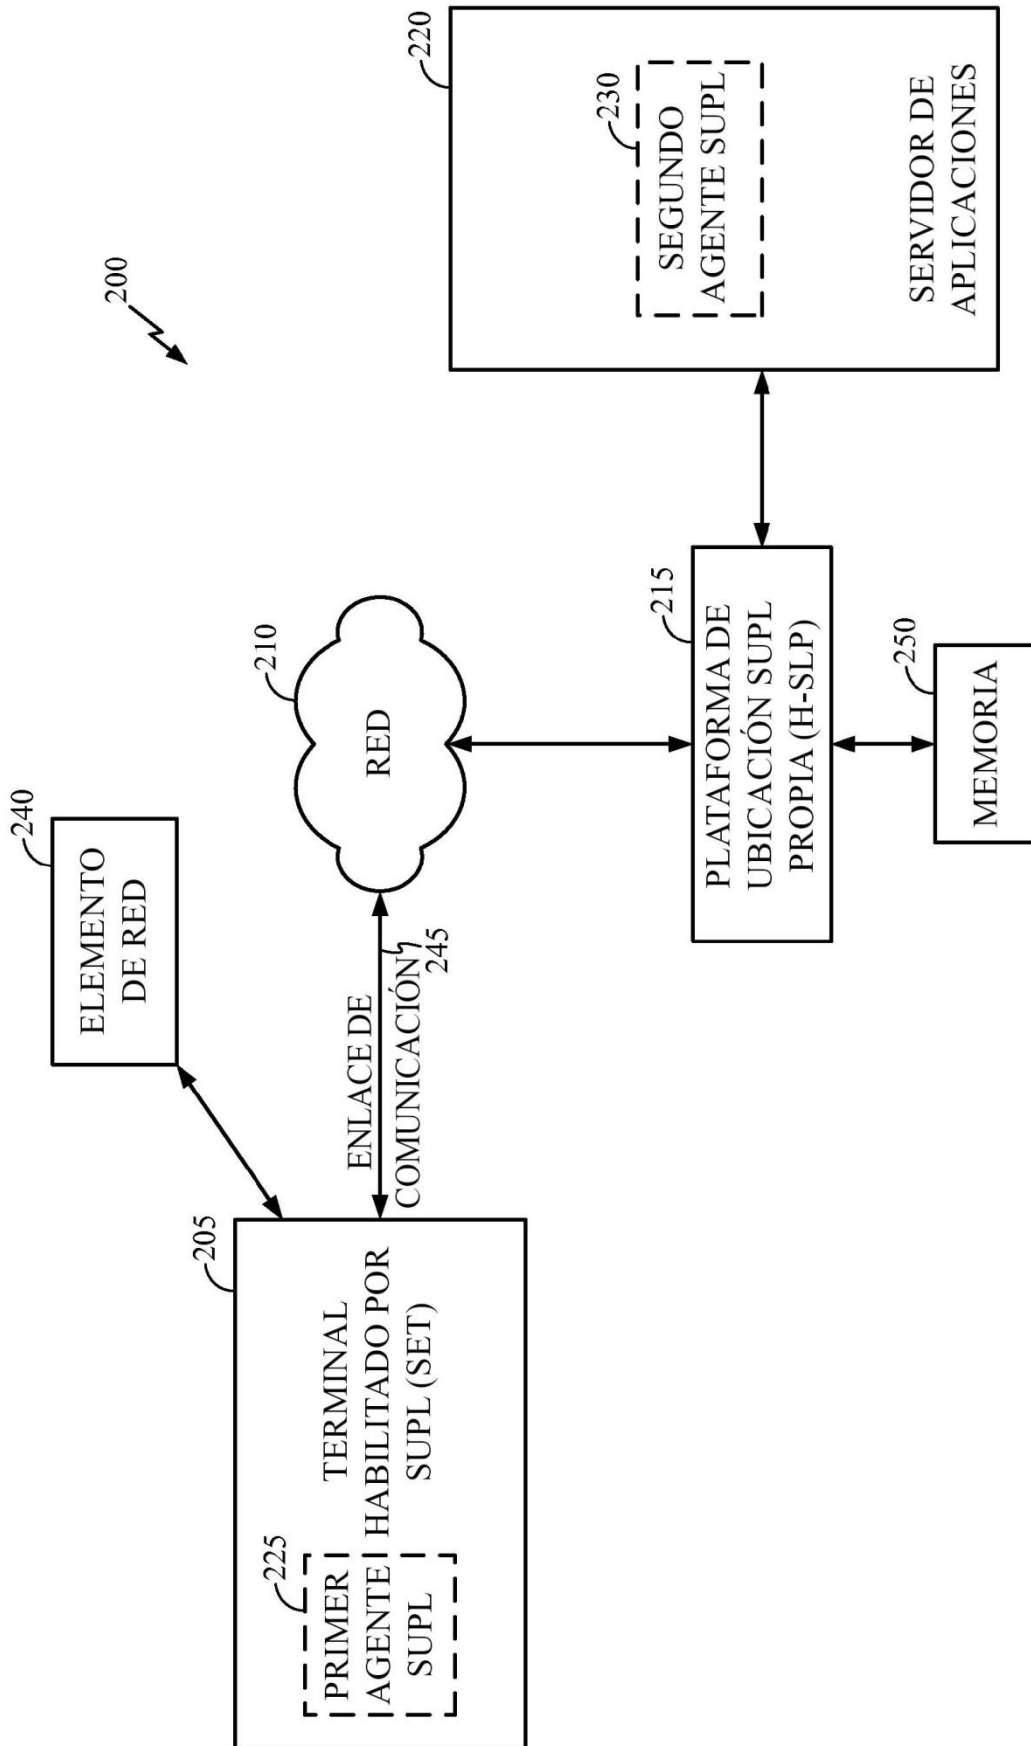 200
205
225
PRIMER
AGENTE
SUPL
TERMINAL
HABILITADO POR
SUPL (SET)
240
ELEMENTO
DE RED
ENLACE DE
COMUNICACIÓN
245
210
RED
215
PLATAFORMA DE
UBICACIÓN SUPL
PROPIA (H-SLP)
250
MEMORIA
220
230
SEGUNDO
AGENTE SUPL
SERVIDOR DE
APLICACIONES